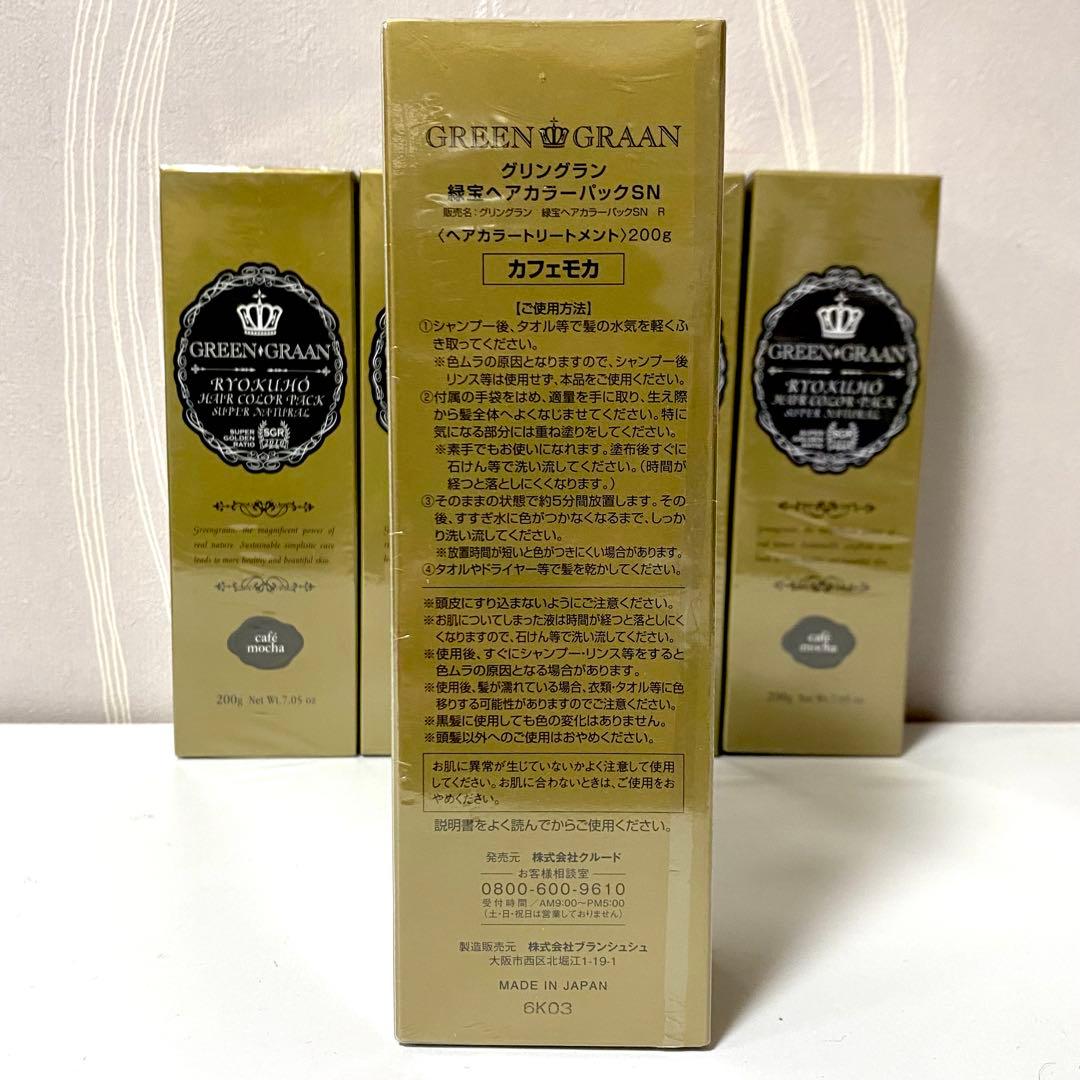 GREEN GRAAN
グリングラン
緑宝ヘアカラーパックSN
販売名：グリングラン 緑宝ヘアカラーパックSN R
〈ヘアカラートリートメント〉200g
カフェモカ
【ご使用方法】
①シャンプー後、タオル等で髪の水気を軽くふ
き取ってください。
※色ムラの原因となりますので、シャンプー後
リンス等は使用せず、本品をご使用ください。
②付属の手袋をはめ、適量を手に取り、生え際
から髪全体へよくなじませてください。特に
気になる部分には重ね塗りをしてください。
※素手でもお使いになれます。塗布後すぐに
石けん等で洗い流してください。（時間が
経つと落としにくくなります。）
③そのままの状態で約5分間放置します。その
後、すすぎ水に色がつかなくなるまで、しっか
り洗い流してください。
※放置時間が短いと色がつきにくい場合があります。
④タオルやドライヤー等で髪を乾かしてください。
※頭皮にすり込まないようにご注意ください。
※お肌についてしまった液は時間が経つと落としにく
くなりますので、石けん等で洗い流してください。
※使用後、すぐにシャンプー・リンス等をすると
色ムラの原因となる場合があります。
※使用後、髪が濡れている場合、衣類・タオル等に色
移りする可能性がありますのでご注意ください。
※黒髪に使用しても色の変化はありません。
※頭髪以外へのご使用はおやめください。
お肌に異常が生じていないかよく注意して使用
してください。お肌に合わないときは、ご使用をお
やめください。
説明書をよく読んでからご使用ください。
発売元 株式会社クルード
お客様相談室
0800-600-9610
受付時間／AM9:00〜PM5:00
（土・日・祝日は営業しておりません）
製造販売元 株式会社ブランシュシュ
大阪市西区北堀江1-19-1
MADE IN JAPAN
6K03
GREEN GRAAN
RYOKUHÓ
HAIR COLOR PACK
SUPER NATURAL
SUPER
GOLDEN
RATIO
SGR
Greengraan, the magnificent power of
real nature. Sustainable simplistic care
leads to more healthy and beautiful skin.
café
mocha
200g Net Wt.7.05 oz
GREEN GRAAN
RYOKUHÓ
HAIR COLOR PACK
SUPER NATURAL
SUPER
GOLDEN
RATIO
SGR
café
mocha
200g Net Wt.7.05 oz